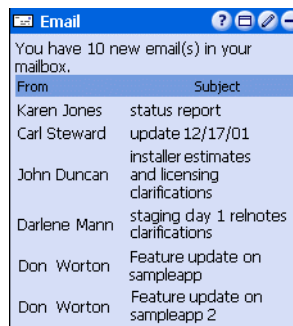 Email
You have 10 new email(s) in your
mailbox.
From Subject
Karen Jones status report
Carl Steward update 12/17/01
John Duncan installer estimates
and licensing
clarifications
Darlene Mann staging day 1 relnotes
clarifications
Don Worton Feature update on
sampleapp
Don Worton Feature update on
sampleapp 2